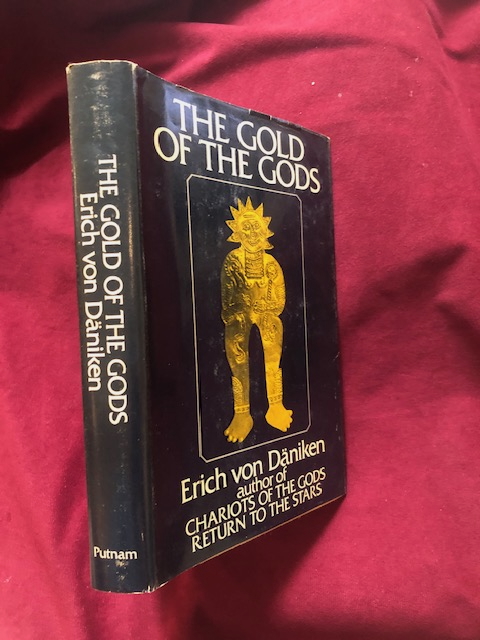 THE GOLD OF THE GODS
Erich von Däniken
Putnam
THE GOLD
OF THE GODS
Erich von Däniken
author of
CHARIOTS OF THE GODS
RETURN TO THE STARS